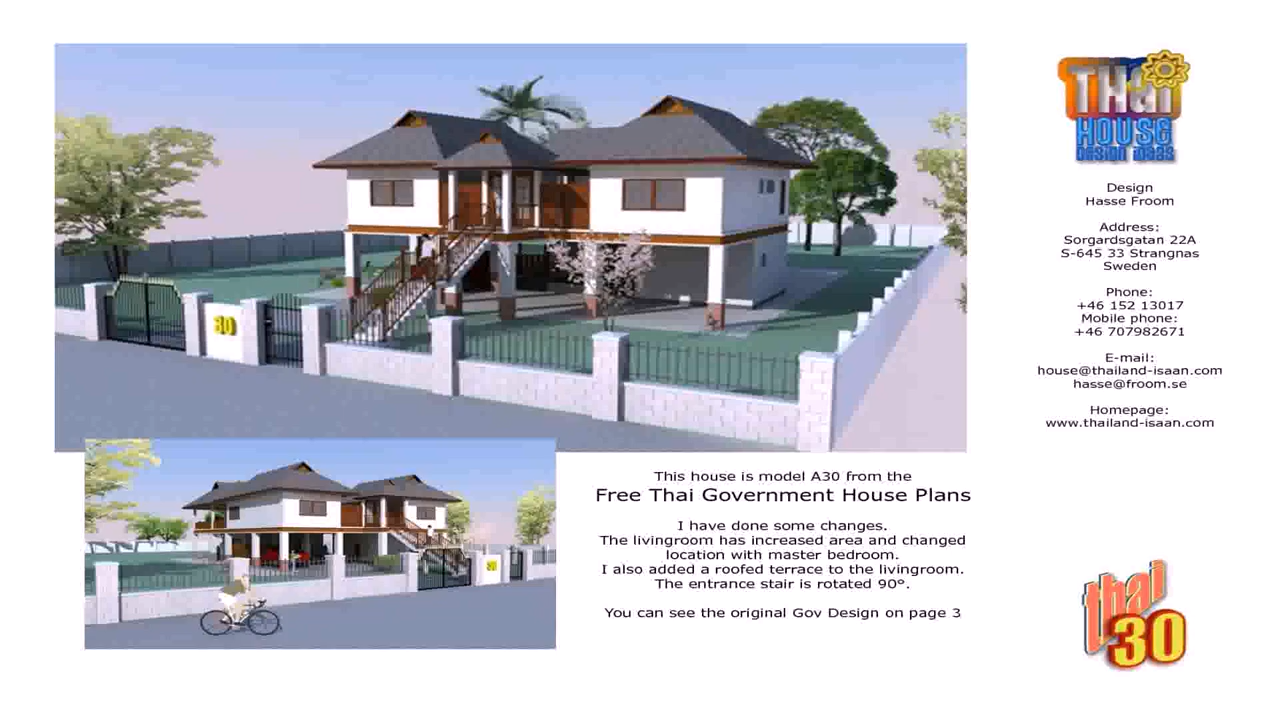 THai
HOUSE
DESIGN IDEAS
Design
Hasse Froom
Address:
Sorgardsgatan 22A
S-645 33 Strangnas
Sweden
Phone:
+46 152 13017
Mobile phone:
+46 707982671
E-mail:
house@thailand-isaan.com
hasse@froom.se
Homepage:
www.thailand-isaan.com
30
30
This house is model A30 from the
Free Thai Government House Plans
I have done some changes.
The livingroom has increased area and changed
location with master bedroom.
I also added a roofed terrace to the livingroom.
The entrance stair is rotated 90°.
You can see the original Gov Design on page 3
thai
30